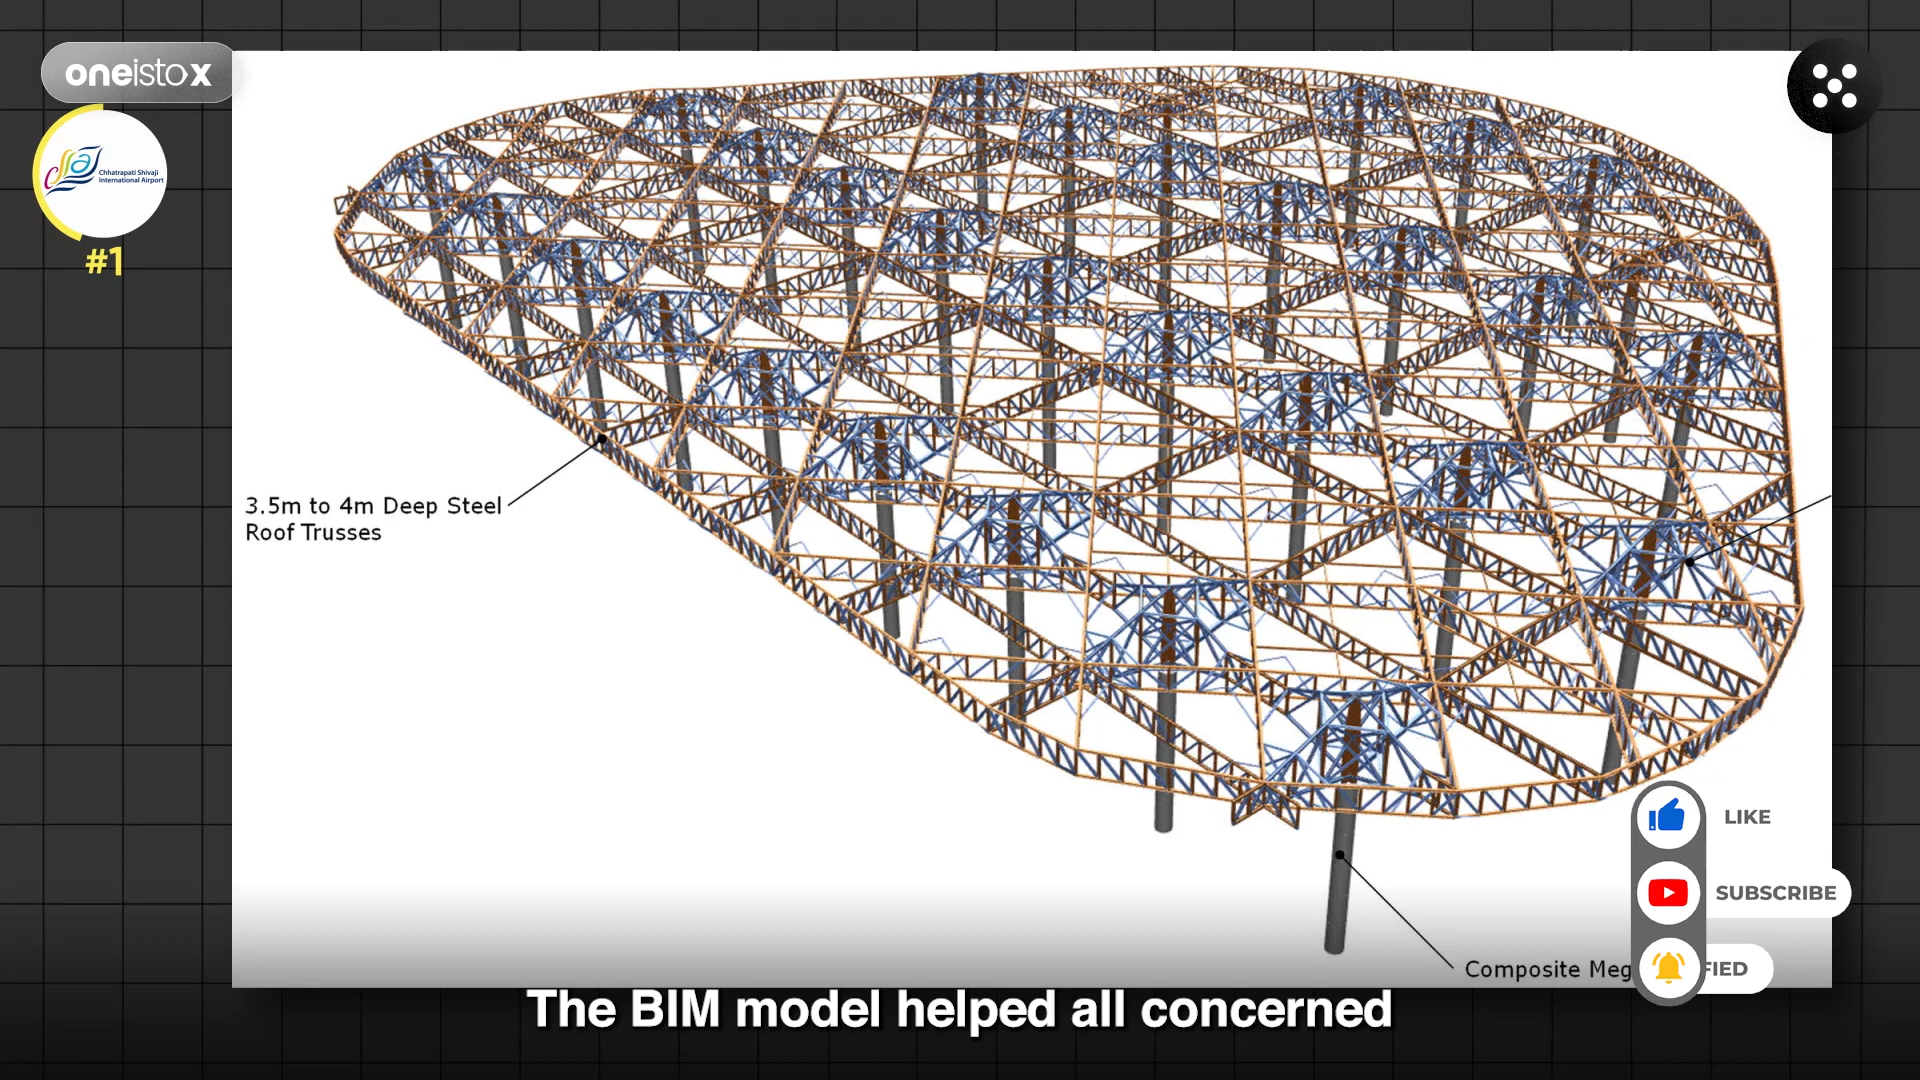 oneistox
Chhatrapati Shivaji
International Airport
#1
3.5m to 4m Deep Steel
Roof Trusses
LIKE
SUBSCRIBE
Composite Meg
FIED
The BIM model helped all concerned